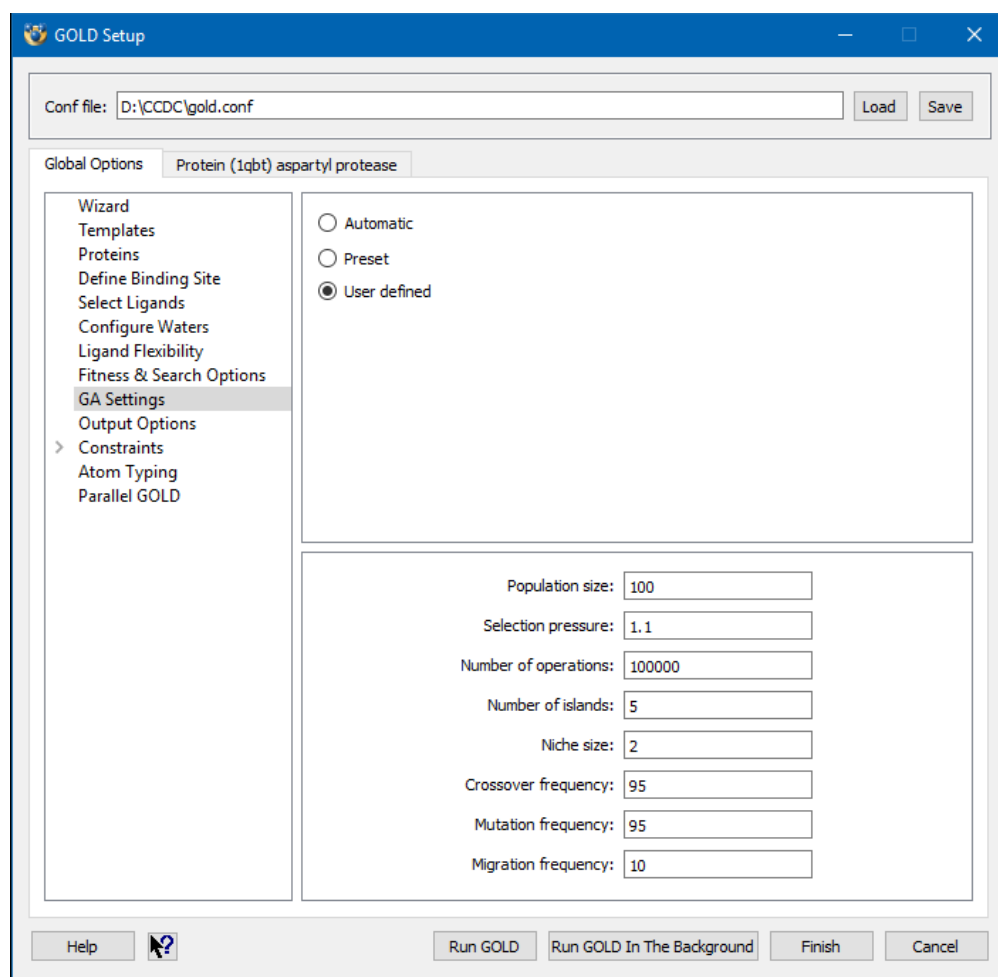 GOLD Setup
Conf file: D:\CCDC\gold.conf Load Save
Global Options Protein (1qbt) aspartyl protease
Wizard
Templates
Proteins
Define Binding Site
Select Ligands
Configure Waters
Ligand Flexibility
Fitness & Search Options
GA Settings
Output Options
Constraints
Atom Typing
Parallel GOLD
Automatic
Preset
User defined
Population size: 100
Selection pressure: 1.1
Number of operations: 100000
Number of islands: 5
Niche size: 2
Crossover frequency: 95
Mutation frequency: 95
Migration frequency: 10
Help ? Run GOLD Run GOLD In The Background Finish Cancel